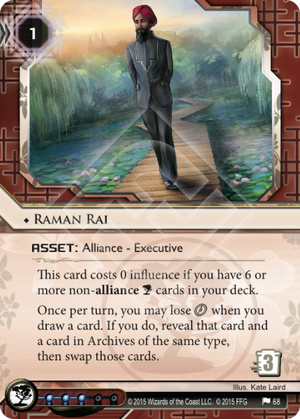 1
♦ Raman Rai
ASSET: Alliance - Executive
This card costs 0 influence if you have 6 or
more non-alliance cards in your deck.
Once per turn, you may lose when you
draw a card. If you do, reveal that card and
a card in Archives of the same type,
then swap those cards.
3
Illus. Kate Laird
© 2015 Wizards of the Coast LLC. © 2015 FFG
68